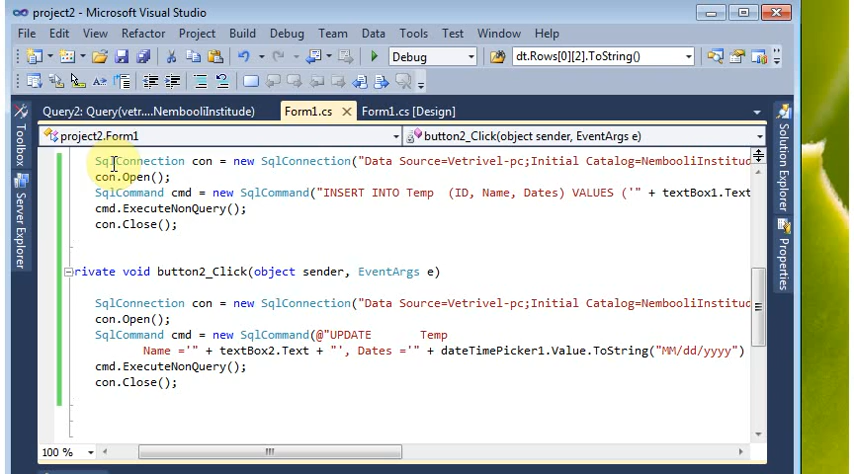 project2 - Microsoft Visual Studio
File Edit View Refactor Project Build Debug Team Data Tools Test Window Help
Debug dt.Rows[0][2].ToString()
Query2: Query(vetr....NembooliInstitude) Form1.cs Form1.cs [Design]
project2.Form1 button2_Click(object sender, EventArgs e)
Toolbox
Server Explorer
SqlConnection con = new SqlConnection("Data Source=Vetrivel-pc;Initial Catalog=NembooliInstitud
con.Open();
SqlCommand cmd = new SqlCommand("INSERT INTO Temp (ID, Name, Dates) VALUES ('" + textBox1.Text
cmd.ExecuteNonQuery();
con.Close();
rivate void button2_Click(object sender, EventArgs e)
SqlConnection con = new SqlConnection("Data Source=Vetrivel-pc;Initial Catalog=NembooliInstitud
con.Open();
SqlCommand cmd = new SqlCommand(@"UPDATE Temp
Name ='" + textBox2.Text + "', Dates ='" + dateTimePicker1.Value.ToString("MM/dd/yyyy")
cmd.ExecuteNonQuery();
con.Close();
100 %
Solution Explorer
Properties